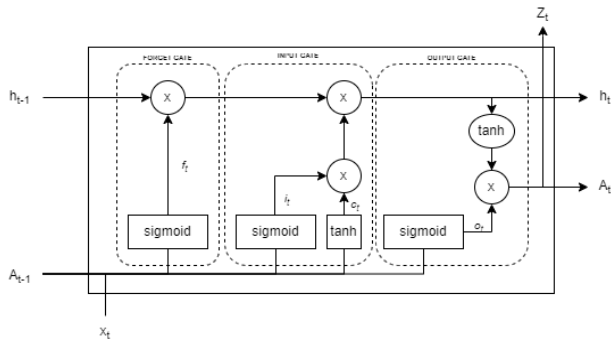 Z_t
FORGET GATE INPUT GATE OUTPUT GATE
h_t-1 X X h_t
tanh
f_t
X X A_t
i_t c_t
sigmoid sigmoid tanh sigmoid o_t
A_t-1
x_t